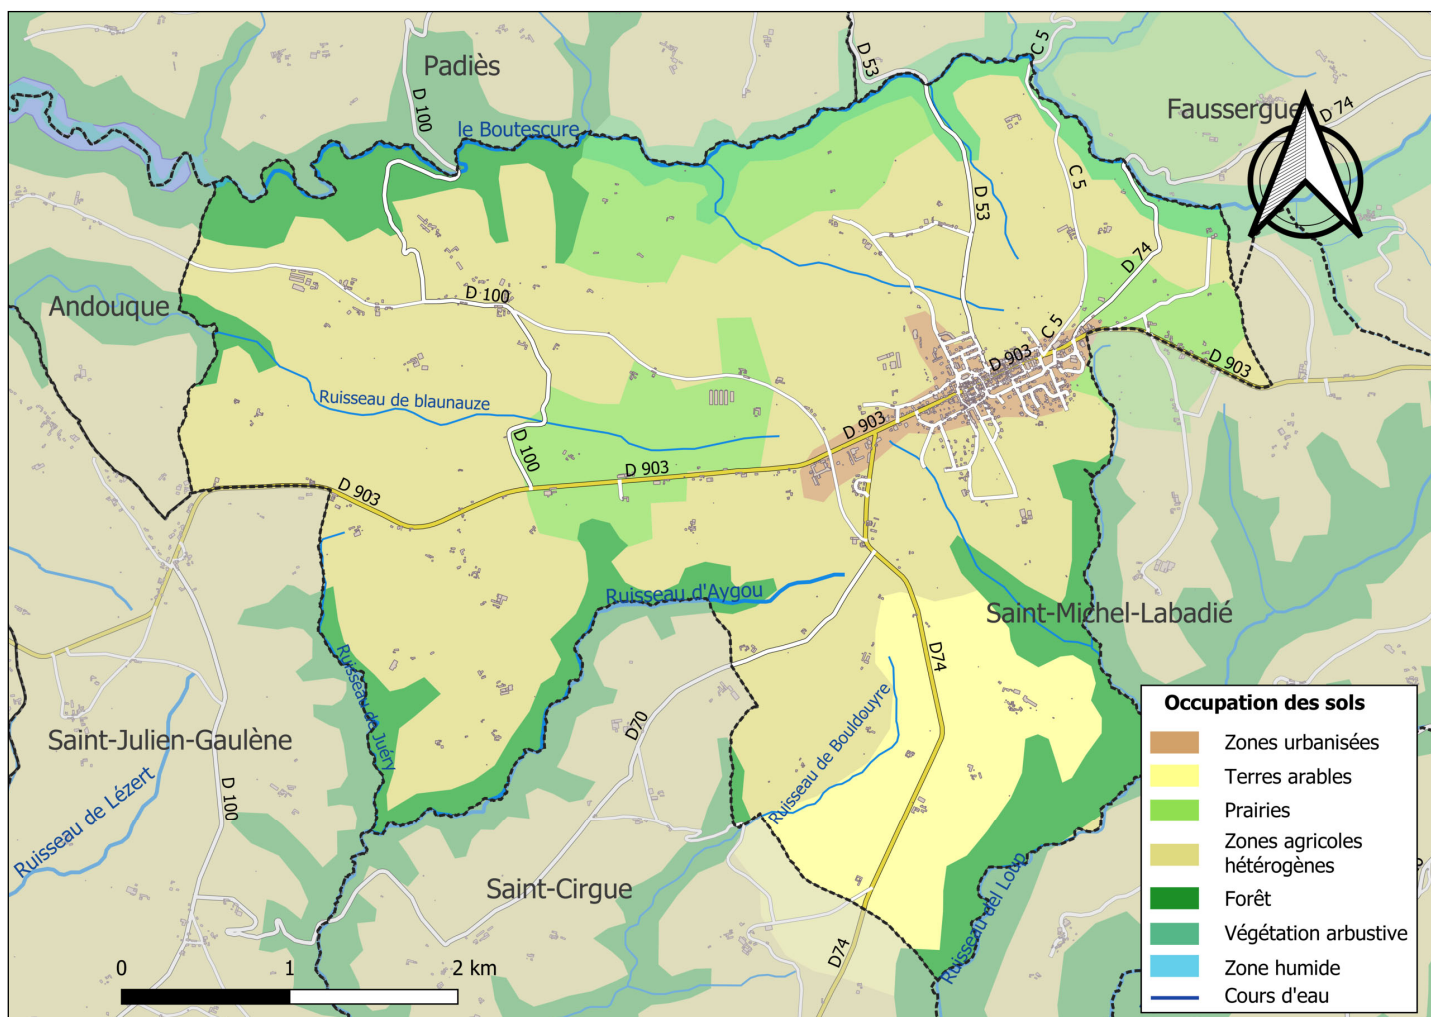 Padiès
D 53
C 5
Faussergues
D 74
D 100
le Boutescure
C 5
D 53
D 74
Andouque
D 100
C 5
D 903
D 903
Ruisseau de blaunauze
D 903
D 100
D 903
D 903
Ruisseau d'Aygou
Saint-Michel-Labadié
D74
Ruisseau de Juéry
Ruisseau de Bouldouyre
D70
Saint-Julien-Gaulène
Ruisseau de Lézert
D 100
Saint-Cirgue
Ruisseau del Loup
D74
0 1 2 km
Occupation des sols
Zones urbanisées
Terres arables
Prairies
Zones agricoles
hétérogènes
Forêt
Végétation arbustive
Zone humide
Cours d'eau